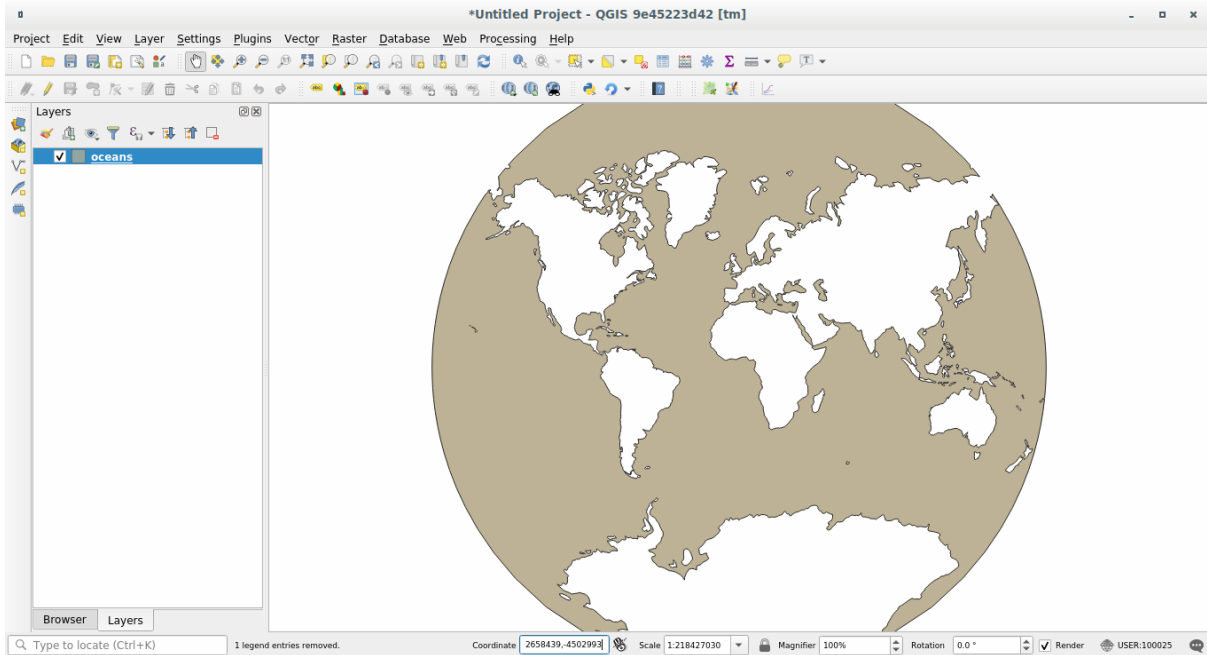 *Untitled Project - QGIS 9e45223d42 [tm]
Project Edit View Layer Settings Plugins Vector Raster Database Web Processing Help
Layers
oceans
Browser Layers
Type to locate (Ctrl+K) 1 legend entries removed. Coordinate 2658439,-4502993 Scale 1:218427030 Magnifier 100% Rotation 0.0 ° Render USER:100025